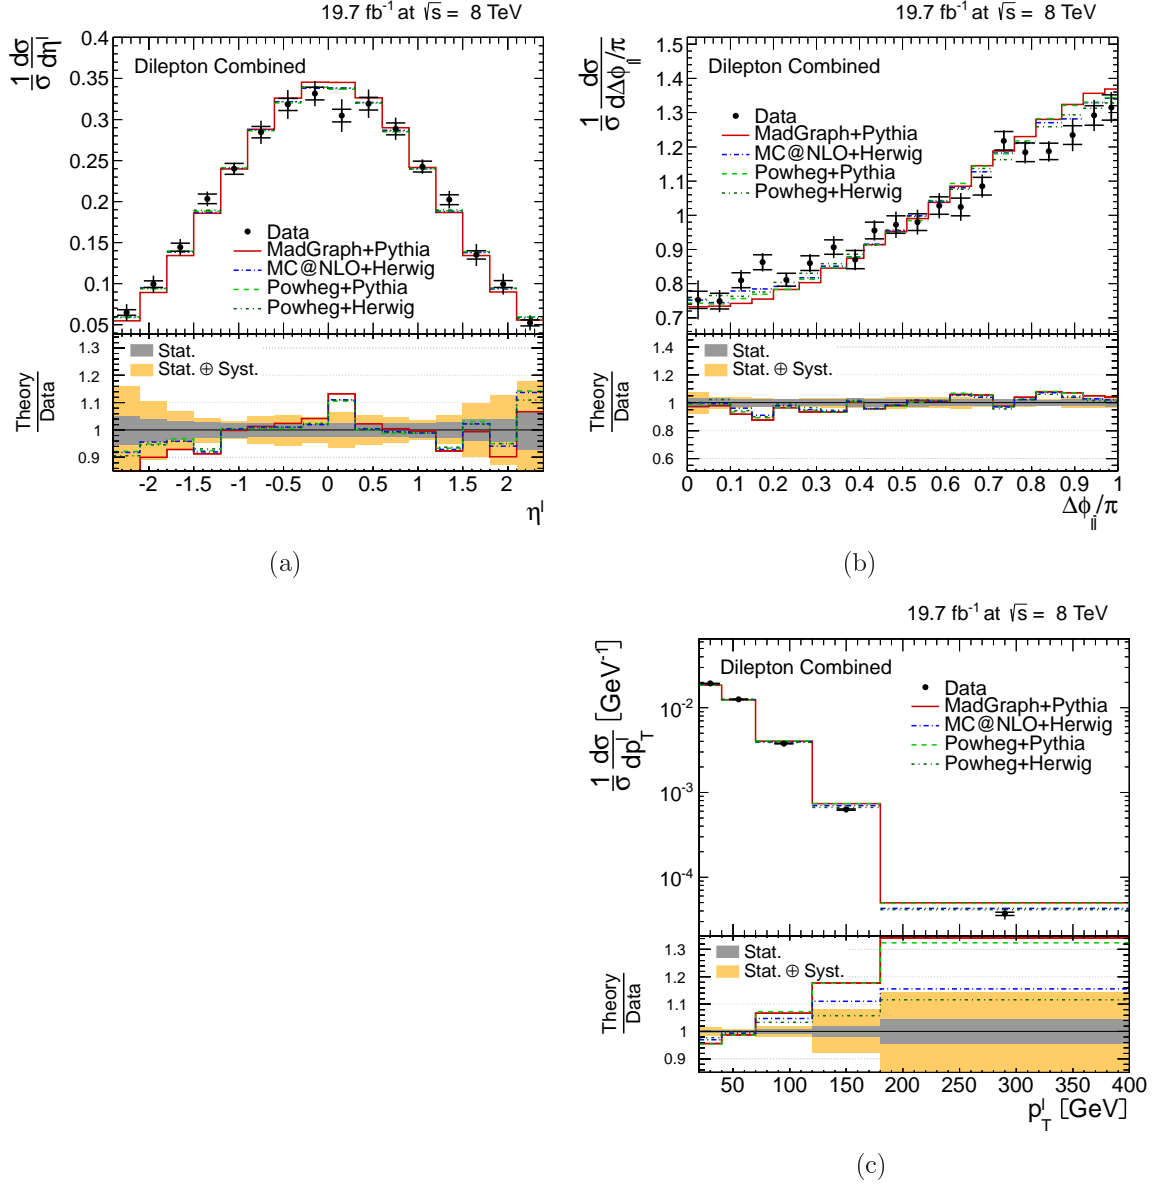 19.7 fb⁻¹ at √s = 8 TeV
1/σ dσ/dηˡ
Dilepton Combined
0.4
0.35
0.3
0.25
0.2
0.15
0.1
0.05
Data
MadGraph+Pythia
MC@NLO+Herwig
Powheg+Pythia
Powheg+Herwig
Theory/Data
1.3
1.2
1.1
1
0.9
Stat.
Stat. ⊕ Syst.
-2 -1.5 -1 -0.5 0 0.5 1 1.5 2
ηˡ
(a)
19.7 fb⁻¹ at √s = 8 TeV
1/σ dσ/dΔϕ_ll/π
Dilepton Combined
1.5
1.4
1.3
1.2
1.1
1
0.9
0.8
0.7
Data
MadGraph+Pythia
MC@NLO+Herwig
Powheg+Pythia
Powheg+Herwig
Theory/Data
1.4
1.2
1
0.8
0.6
Stat.
Stat. ⊕ Syst.
0 0.1 0.2 0.3 0.4 0.5 0.6 0.7 0.8 0.9 1
Δϕ_ll/π
(b)
19.7 fb⁻¹ at √s = 8 TeV
1/σ dσ/dp_Tˡ [GeV⁻¹]
Dilepton Combined
10⁻²
10⁻³
10⁻⁴
Data
MadGraph+Pythia
MC@NLO+Herwig
Powheg+Pythia
Powheg+Herwig
Theory/Data
1.3
1.2
1.1
1
0.9
Stat.
Stat. ⊕ Syst.
50 100 150 200 250 300 350 400
p_Tˡ [GeV]
(c)